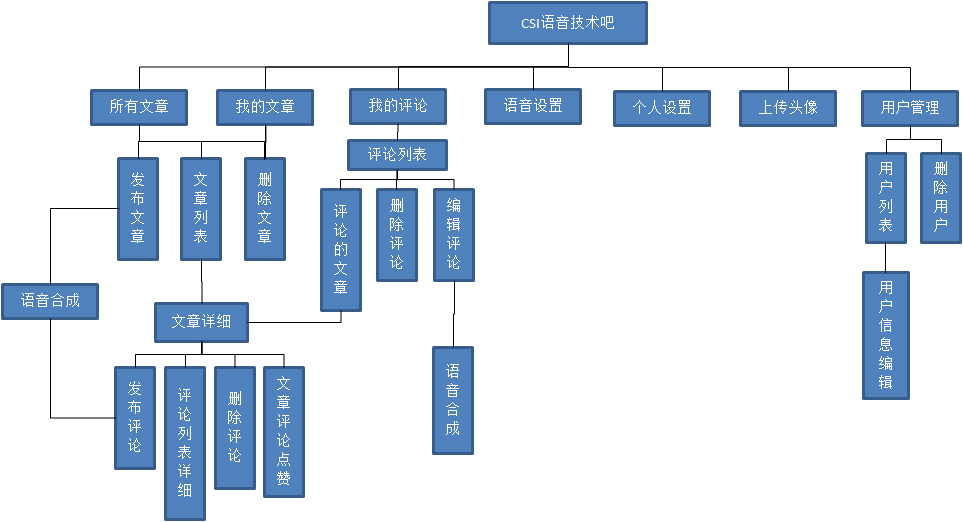 CSI语音技术吧
所有文章
我的文章
我的评论
语音设置
个人设置
上传头像
用户管理
评论列表
发布文章
文章列表
删除文章
评论的文章
删除评论
编辑评论
用户列表
删除用户
语音合成
文章详细
用户信息编辑
发布评论
评论列表详细
删除评论
文章评论点赞
语音合成